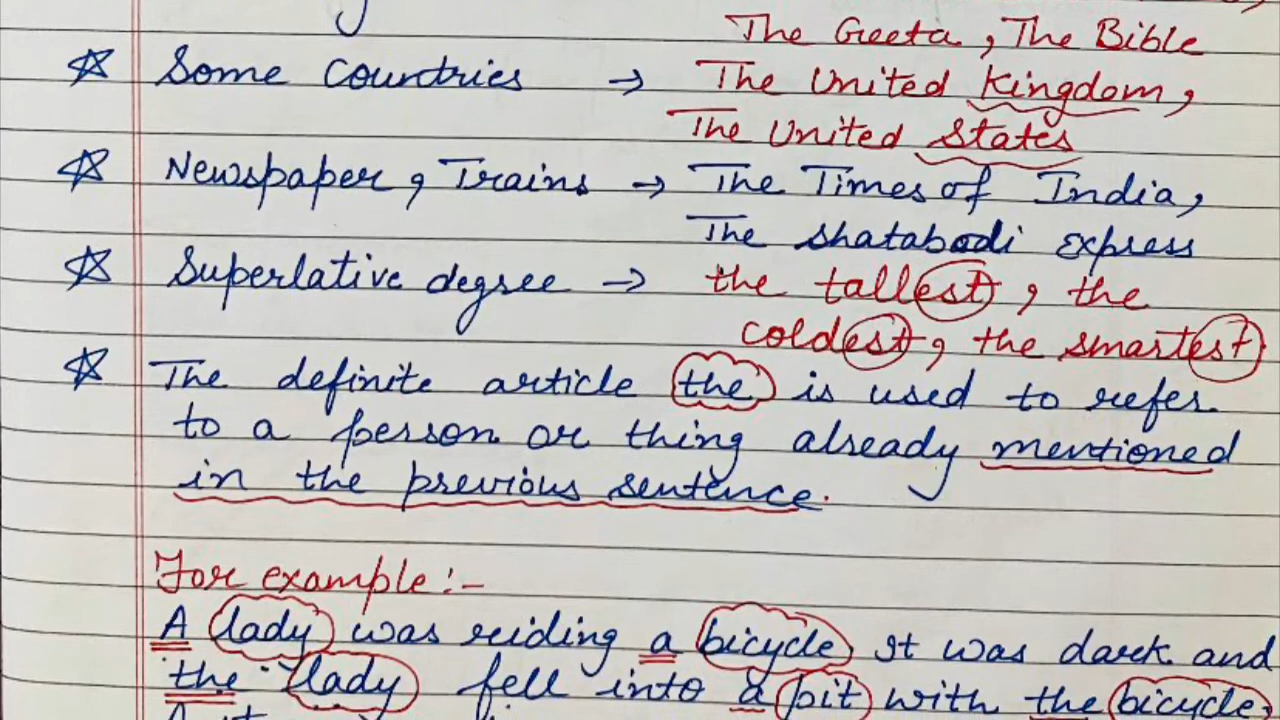 The Geeta, The Bible
☆ Some Countries → The United Kingdom,
The United States
☆ Newspaper, Trains → The Times of India,
The Shatabodi express
☆ Superlative degree → the tallest, the
coldest, the smartest
☆ The definite article the is used to refer
to a person or thing already mentioned
in the previous sentence.
For example:-
A lady was reiding a bicycle It was dark and
the lady fell into a pit with the bicycle,